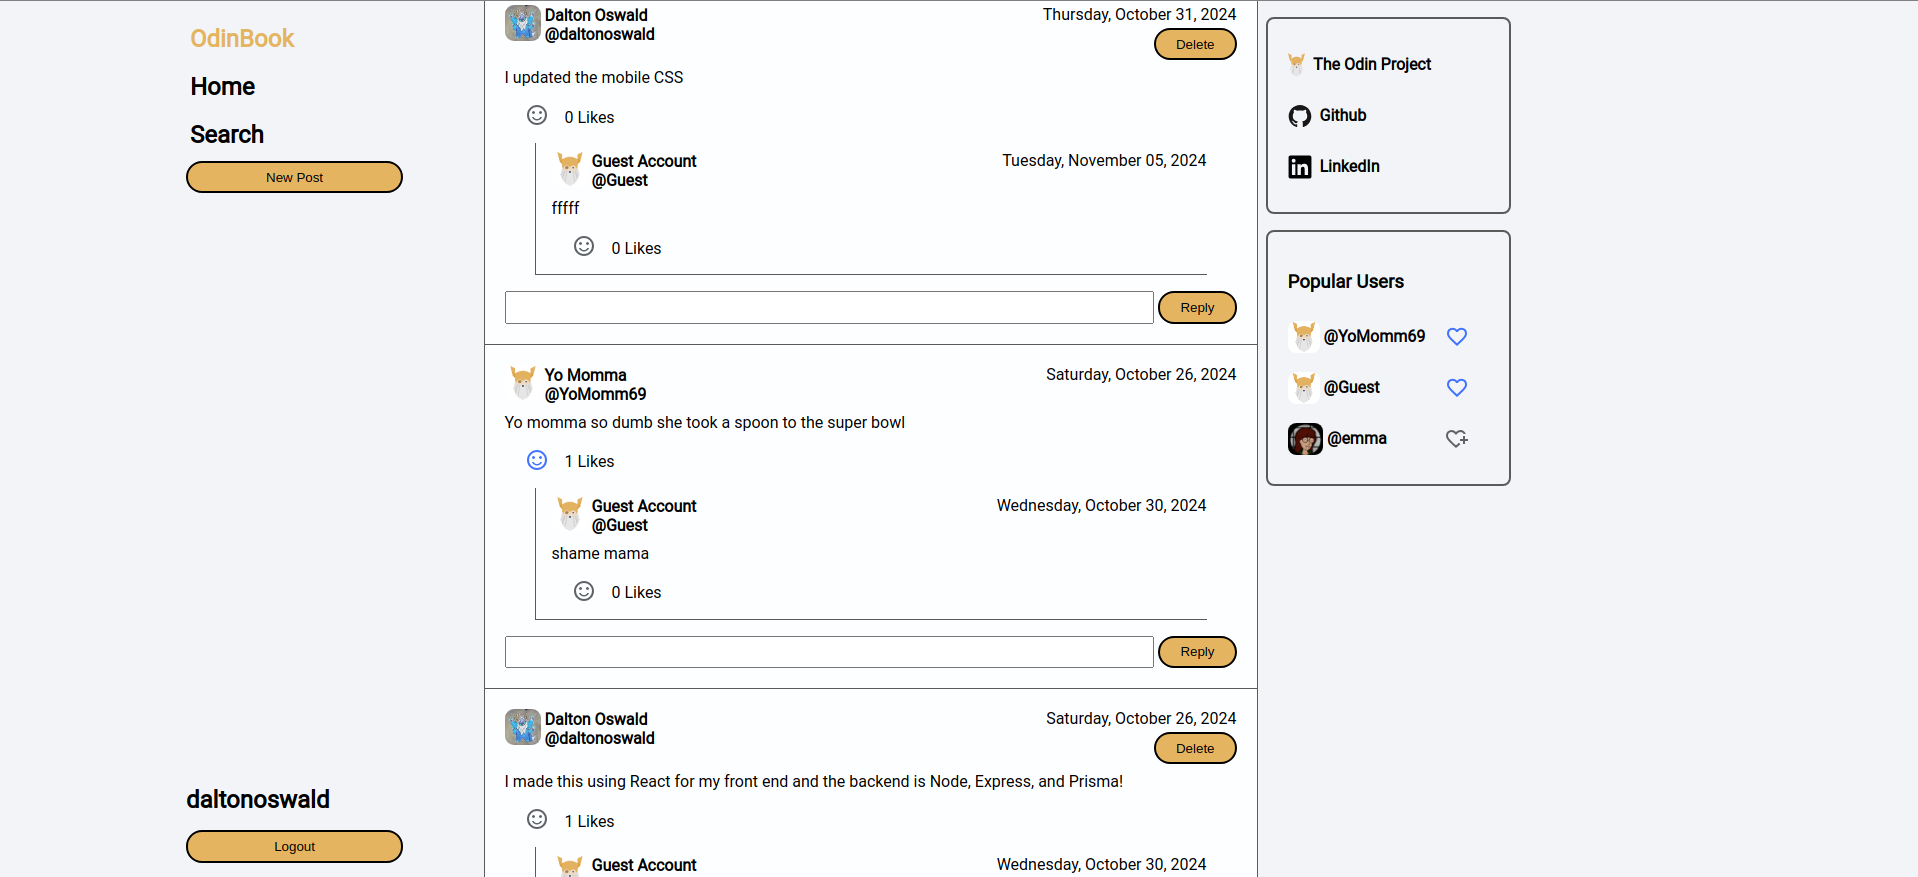 OdinBook
Home
Search
New Post
daltonoswald
Logout
Dalton Oswald
@daltonoswald
Thursday, October 31, 2024
Delete
I updated the mobile CSS
0 Likes
Guest Account
@Guest
Tuesday, November 05, 2024
fffff
0 Likes
Reply
Yo Momma
@YoMomm69
Saturday, October 26, 2024
Yo momma so dumb she took a spoon to the super bowl
1 Likes
Guest Account
@Guest
Wednesday, October 30, 2024
shame mama
0 Likes
Reply
Dalton Oswald
@daltonoswald
Saturday, October 26, 2024
Delete
I made this using React for my front end and the backend is Node, Express, and Prisma!
1 Likes
Guest Account
Wednesday, October 30, 2024
The Odin Project
Github
LinkedIn
Popular Users
@YoMomm69
@Guest
@emma